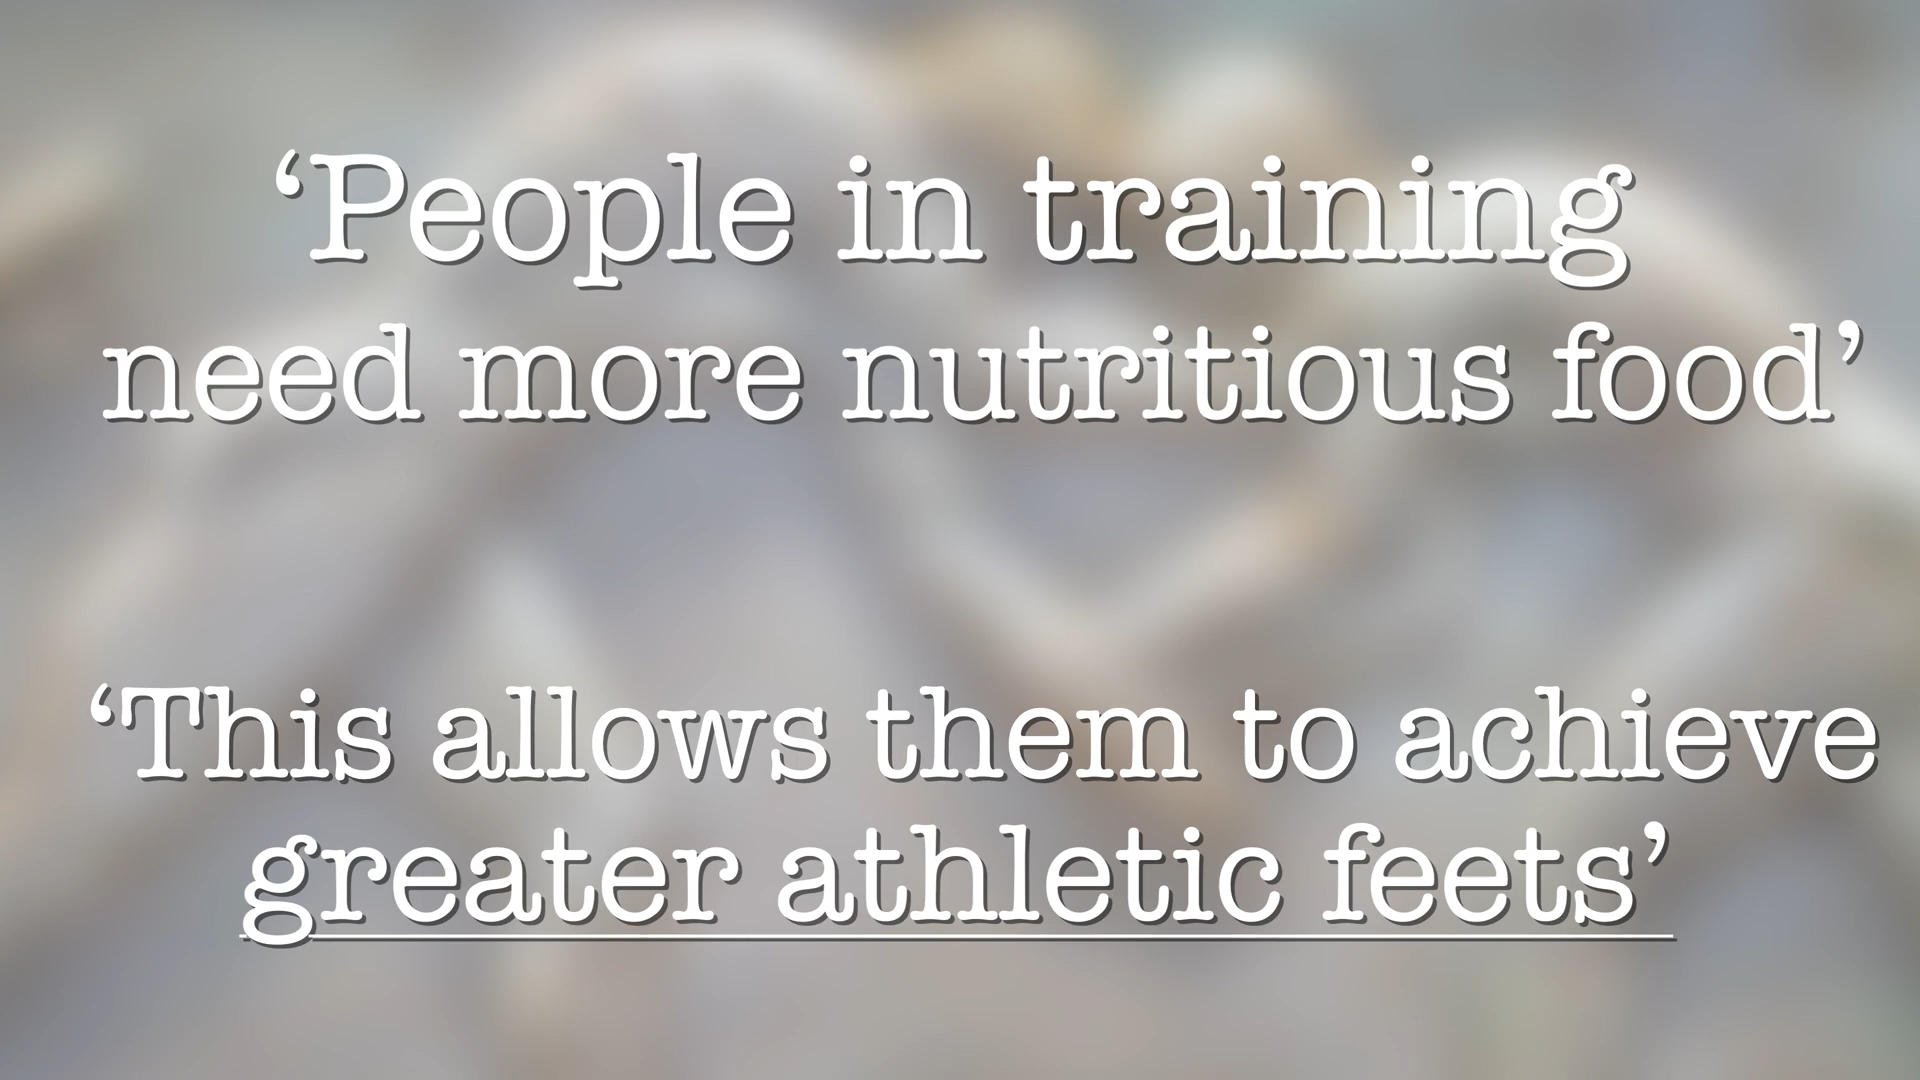 ‘People in training
need more nutritious food’
‘This allows them to achieve
greater athletic feets’